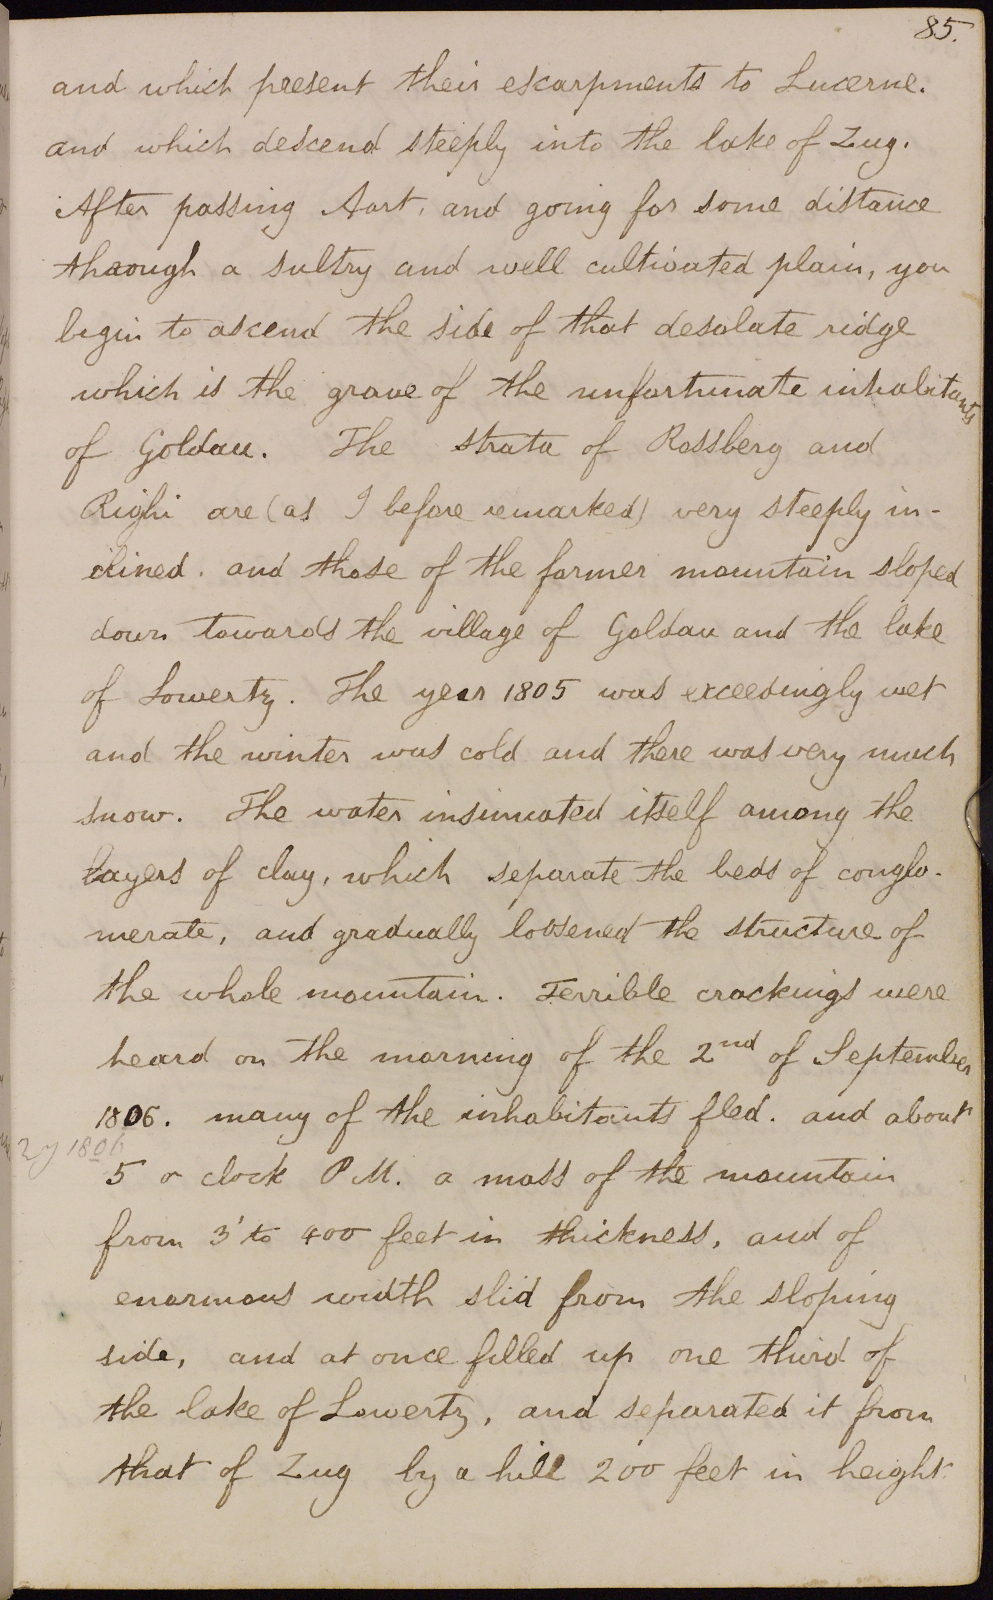 85.
and which present their escarpments to Lucerne.
and which descend steeply into the lake of Zug.
After passing Aart, and going for some distance
through a sultry and well cultivated plain, you
begin to ascend the side of that desolate ridge
which is the grave of the unfortunate inhabitants
of Goldau. The strata of Rossberg and
Righi are (as I before remarked) very steeply in-
clined. and those of the former mountain sloped
down towards the village of Goldau and the lake
of Lowertz. The year 1805 was exceedingly wet
and the winter was cold and there was very much
snow. The water insinuated itself among the
layers of clay, which separate the beds of conglo-
merate, and gradually loosened the structure of
the whole mountain. Terrible crackings were
heard on the morning of the 2nd of September
1806. many of the inhabitants fled. and about
5 o clock P.M. a mass of the mountain
from 3 to 400 feet in thickness, and of
enormous width slid from the sloping
side, and at once filled up one third of
the lake of Lowertz, and separated it from
that of Zug by a hill 200 feet in height